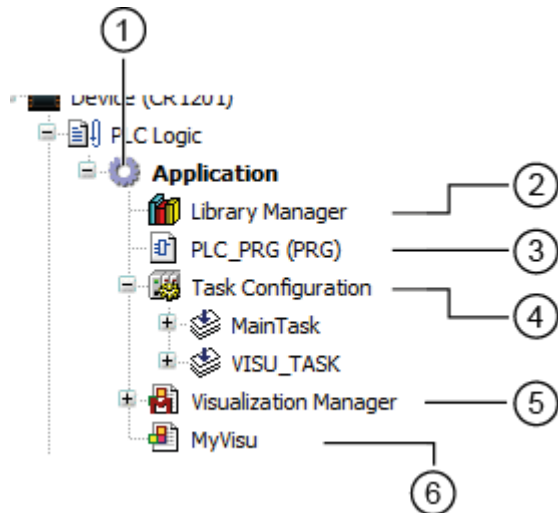 1
Device (CR1201)
PLC Logic
Application
2
Library Manager
3
PLC_PRG (PRG)
Task Configuration
4
MainTask
VISU_TASK
Visualization Manager
5
MyVisu
6